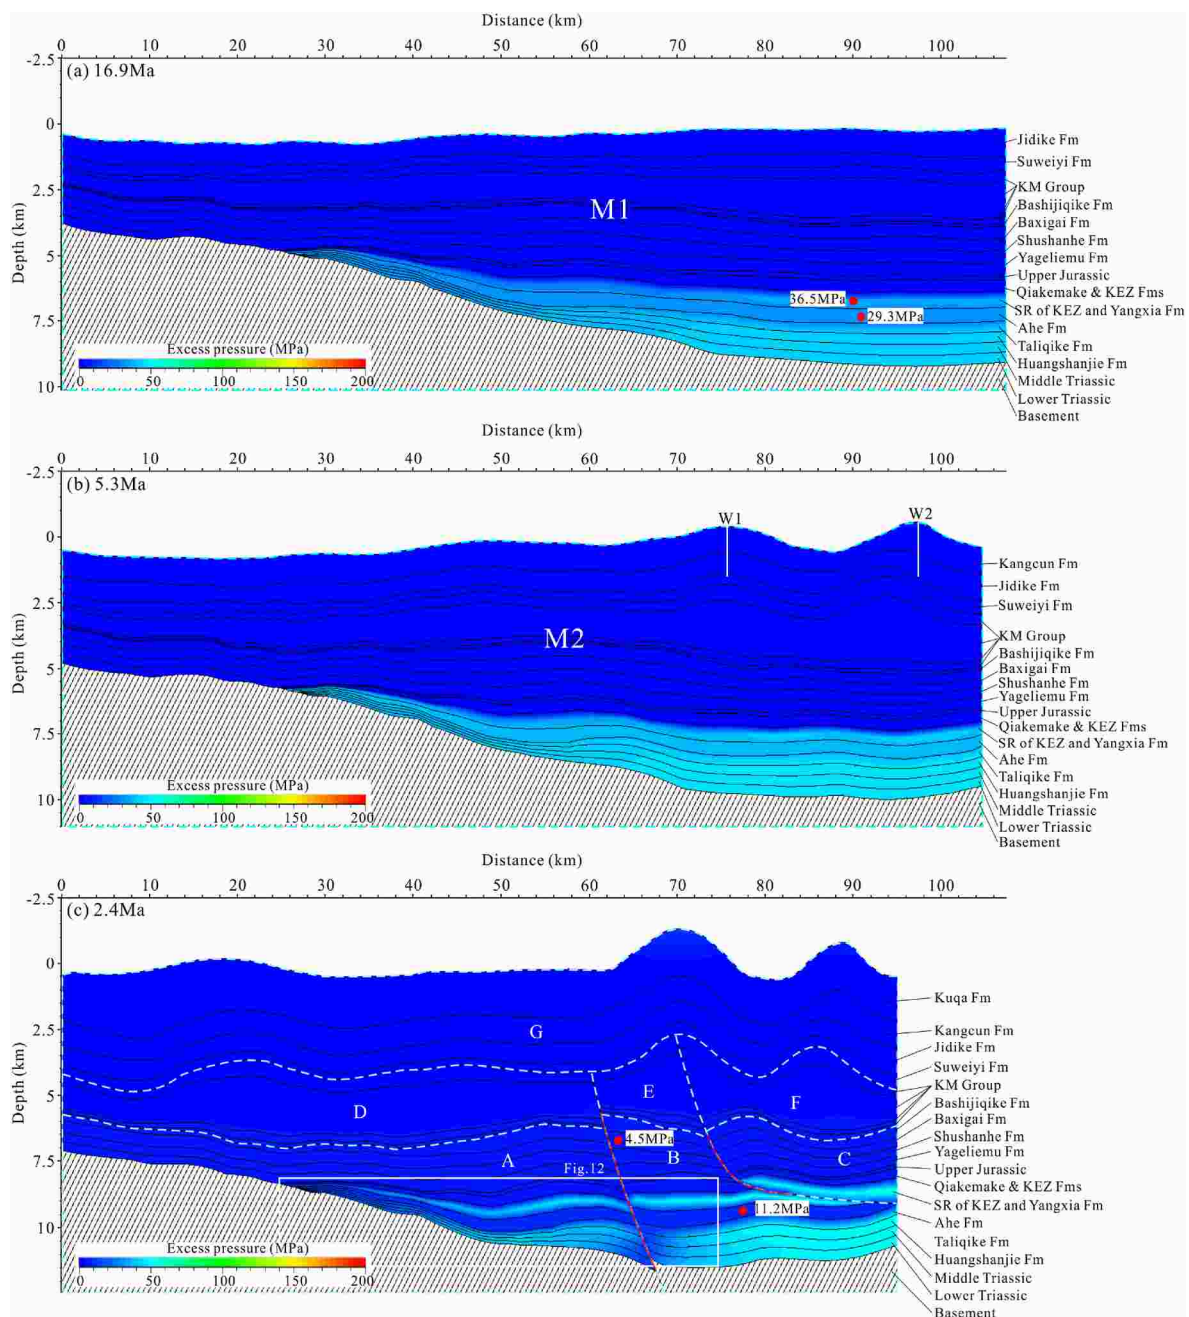 Distance (km)
0 10 20 30 40 50 60 70 80 90 100
-2.5
(a) 16.9Ma
0
Jidike Fm
Suweiyi Fm
2.5
KM Group
M1
Bashijiqike Fm
Baxigai Fm
Depth (km)
Shushanhe Fm
5
Yageliemu Fm
Upper Jurassic
Qiakemake & KEZ Fms
36.5MPa
SR of KEZ and Yangxia Fm
29.3MPa
7.5
Ahe Fm
Taliqike Fm
Excess pressure (MPa)
Huangshanjie Fm
0 50 100 150 200
10
Middle Triassic
Lower Triassic
Basement
Distance (km)
0 10 20 30 40 50 60 70 80 90 100
-2.5
(b) 5.3Ma
W1
W2
0
Kangcun Fm
Jidike Fm
2.5
Suweiyi Fm
KM Group
M2
Bashijiqike Fm
Depth (km)
5
Baxigai Fm
Shushanhe Fm
Yageliemu Fm
Upper Jurassic
Qiakemake & KEZ Fms
7.5
SR of KEZ and Yangxia Fm
Ahe Fm
Taliqike Fm
Excess pressure (MPa)
Huangshanjie Fm
0 50 100 150 200
10
Middle Triassic
Lower Triassic
Basement
Distance (km)
0 10 20 30 40 50 60 70 80 90 100
-2.5
(c) 2.4Ma
0
Kuqa Fm
G
2.5
Kangcun Fm
Jidike Fm
Suweiyi Fm
KM Group
E
5
D
F
Bashijiqike Fm
Depth (km)
Baxigai Fm
4.5MPa
Shushanhe Fm
Yageliemu Fm
7.5
A
B
C
Fig.12
Upper Jurassic
Qiakemake & KEZ Fms
SR of KEZ and Yangxia Fm
11.2MPa
Ahe Fm
10
Taliqike Fm
Excess pressure (MPa)
Huangshanjie Fm
0 50 100 150 200
Middle Triassic
Lower Triassic
Basement